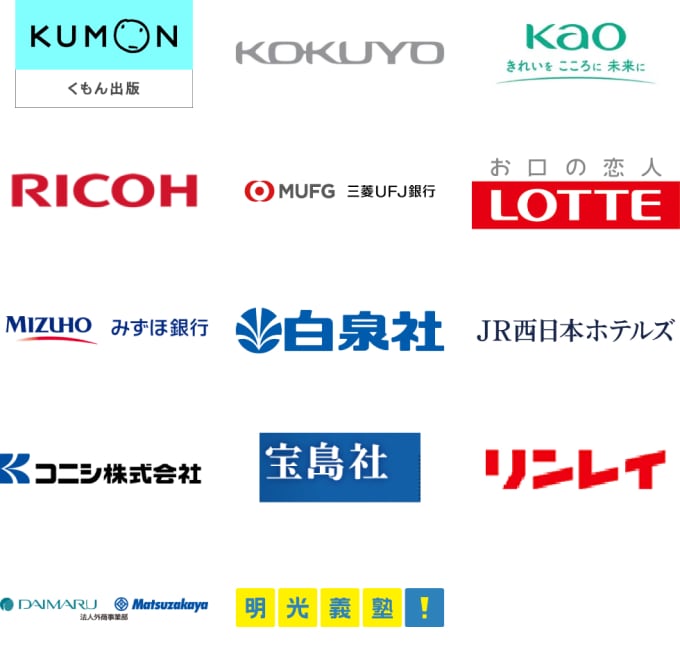 KUMON
くもん出版
KOKUYO
Kao
きれいを こころに 未来に
RICOH
MUFG 三菱UFJ銀行
お口の恋人
LOTTE
MIZUHO みずほ銀行
白泉社
JR西日本ホテルズ
コニシ株式会社
宝島社
リンレイ
DAIMARU Matsuzakaya
法人外商事業部
明光義塾!